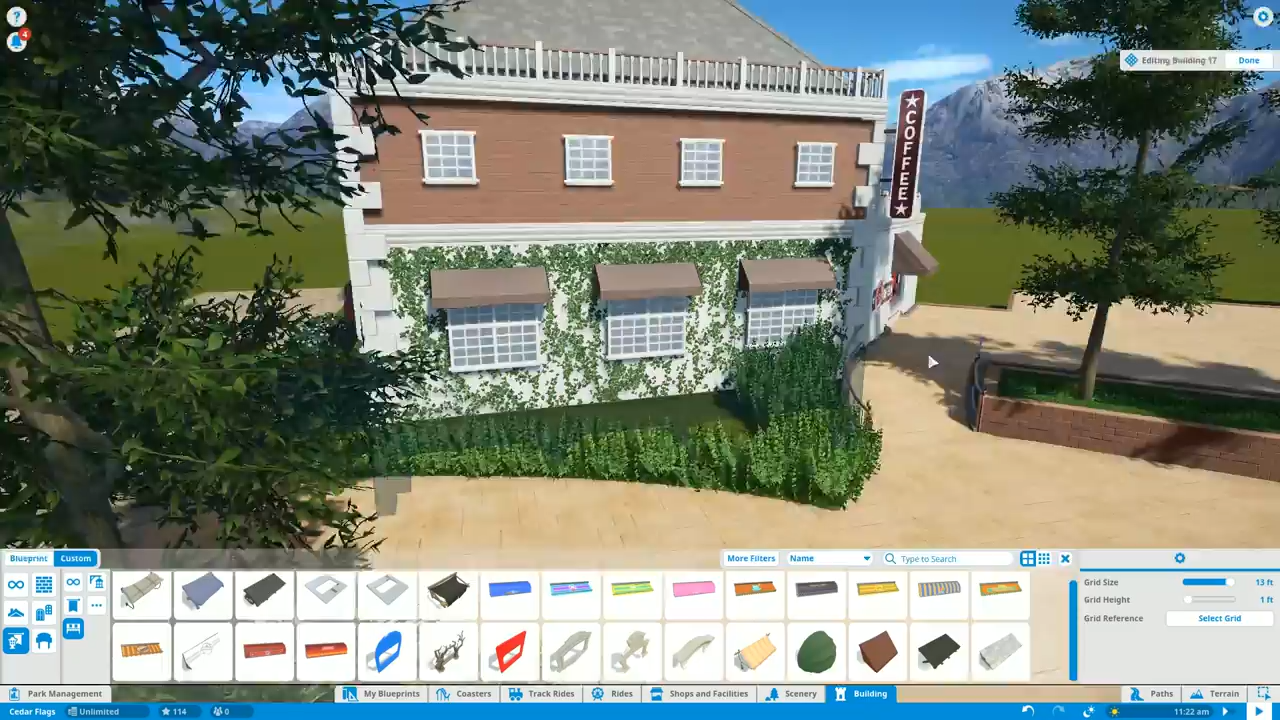 ?
4
Editing Building 17
Done
★COFFEE★
Blueprint
Custom
More Filters
Name
Type to Search
Grid Size
13 ft
Grid Height
1 ft
Grid Reference
Select Grid
Park Management
My Blueprints
Coasters
Track Rides
Rides
Shops and Facilities
Scenery
Building
Paths
Terrain
Cedar Flags
Unlimited
114
0
11:22 am